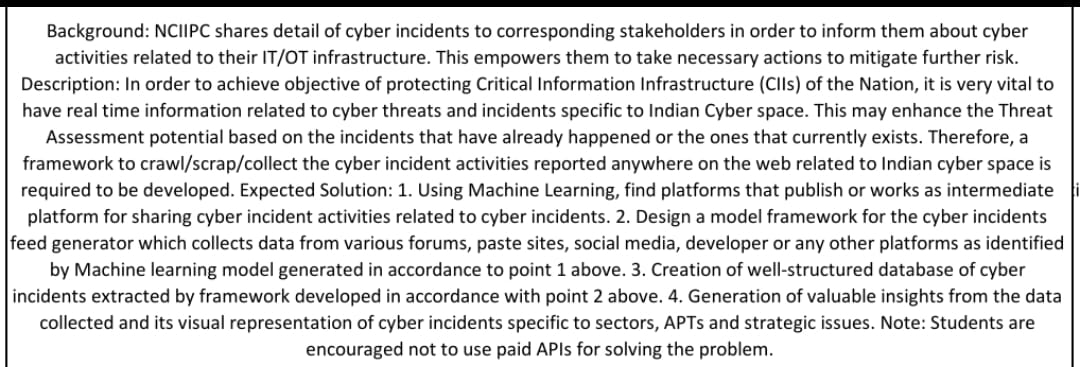 Background: NCIIPC shares detail of cyber incidents to corresponding stakeholders in order to inform them about cyber
activities related to their IT/OT infrastructure. This empowers them to take necessary actions to mitigate further risk.
Description: In order to achieve objective of protecting Critical Information Infrastructure (CIIs) of the Nation, it is very vital to
have real time information related to cyber threats and incidents specific to Indian Cyber space. This may enhance the Threat
Assessment potential based on the incidents that have already happened or the ones that currently exists. Therefore, a
framework to crawl/scrap/collect the cyber incident activities reported anywhere on the web related to Indian cyber space is
required to be developed. Expected Solution: 1. Using Machine Learning, find platforms that publish or works as intermediate
platform for sharing cyber incident activities related to cyber incidents. 2. Design a model framework for the cyber incidents
feed generator which collects data from various forums, paste sites, social media, developer or any other platforms as identified
by Machine learning model generated in accordance to point 1 above. 3. Creation of well-structured database of cyber
incidents extracted by framework developed in accordance with point 2 above. 4. Generation of valuable insights from the data
collected and its visual representation of cyber incidents specific to sectors, APTs and strategic issues. Note: Students are
encouraged not to use paid APIs for solving the problem.